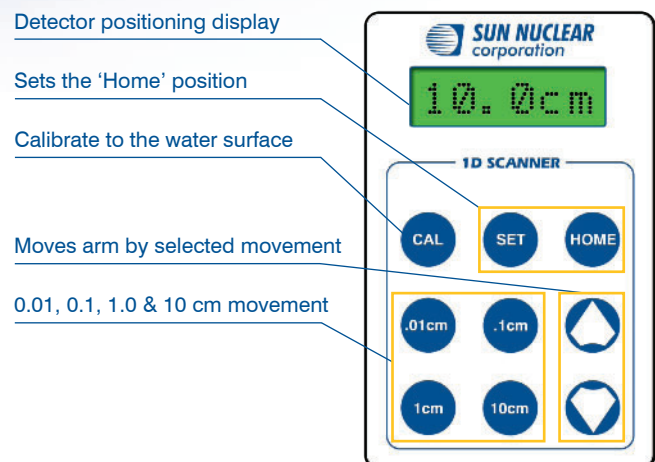 Detector positioning display
Sets the ‘Home’ position
Calibrate to the water surface
Moves arm by selected movement
0.01, 0.1, 1.0 & 10 cm movement
SUN NUCLEAR
corporation
10.0cm
1D SCANNER
CAL
SET
HOME
.01cm
.1cm
1cm
10cm